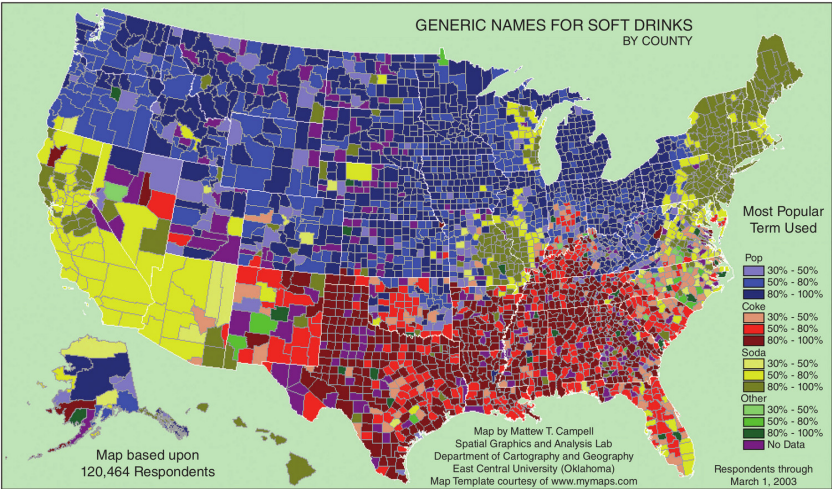 GENERIC NAMES FOR SOFT DRINKS
BY COUNTY
Most Popular
Term Used
Pop
30% - 50%
50% - 80%
80% - 100%
Coke
30% - 50%
50% - 80%
80% - 100%
Soda
30% - 50%
50% - 80%
80% - 100%
Other
30% - 50%
50% - 80%
80% - 100%
No Data
Map based upon
120,464 Respondents
Map by Mattew T. Campell
Spatial Graphics and Analysis Lab
Department of Cartography and Geography
East Central University (Oklahoma)
Map Template courtesy of www.mymaps.com
Respondents through
March 1, 2003